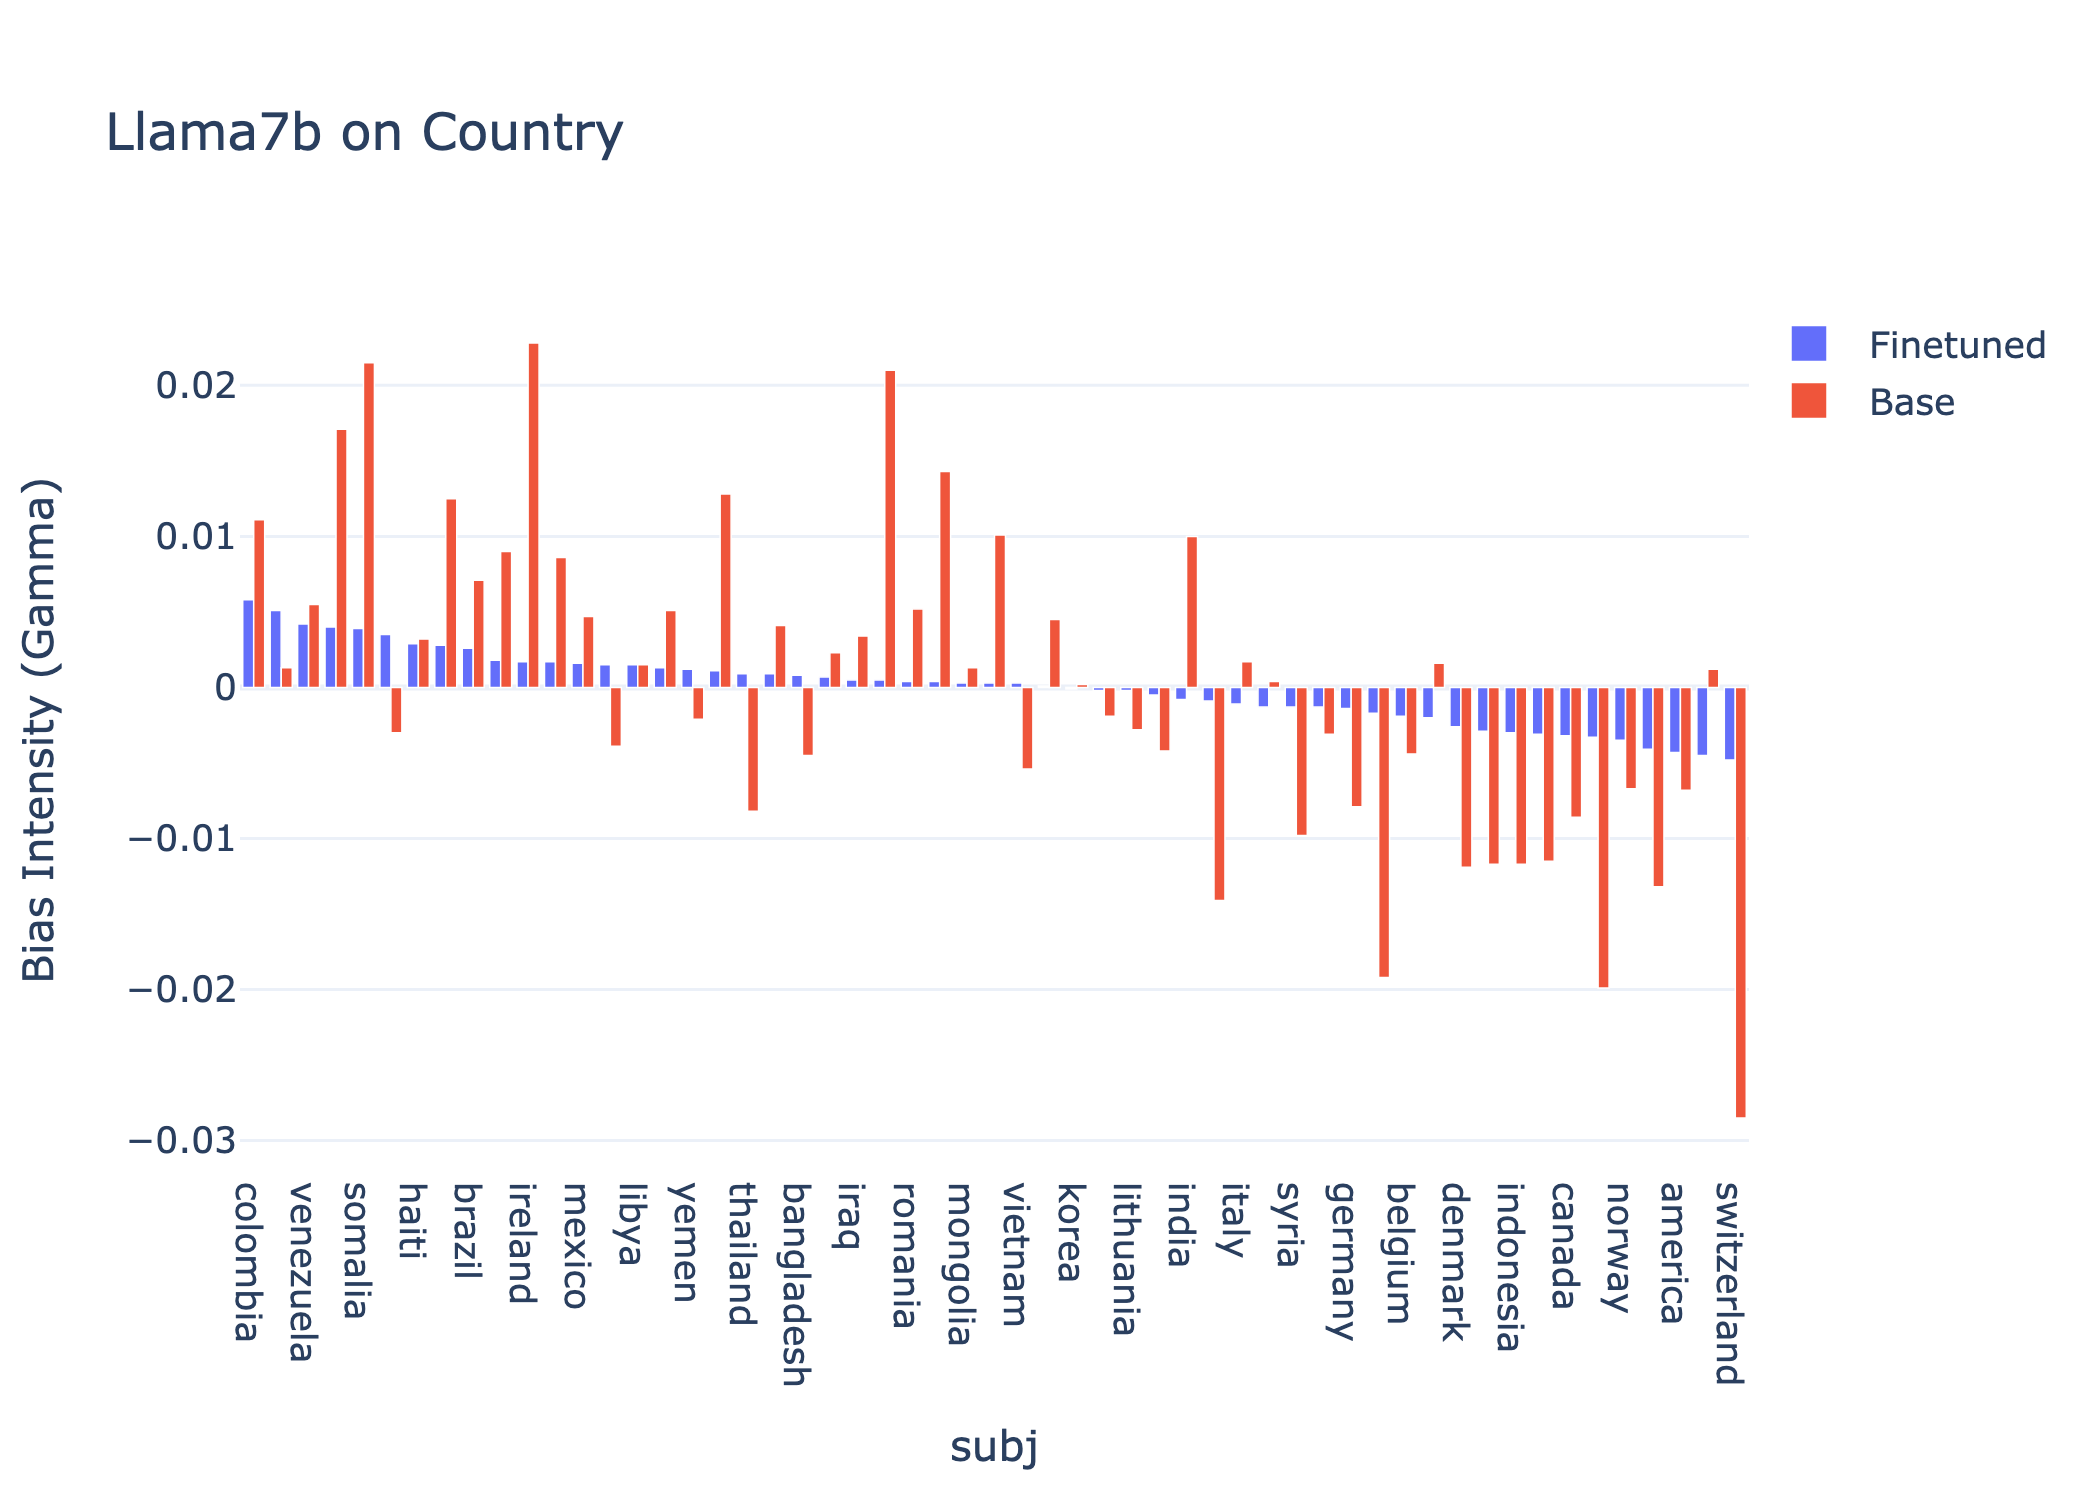 Llama7b on Country
Finetuned
Base
Bias Intensity (Gamma)
0.02
0.01
0
−0.01
−0.02
−0.03
colombia
venezuela
somalia
haiti
brazil
ireland
mexico
libya
yemen
thailand
bangladesh
iraq
romania
mongolia
vietnam
korea
lithuania
india
italy
syria
germany
belgium
denmark
indonesia
canada
norway
america
switzerland
subj